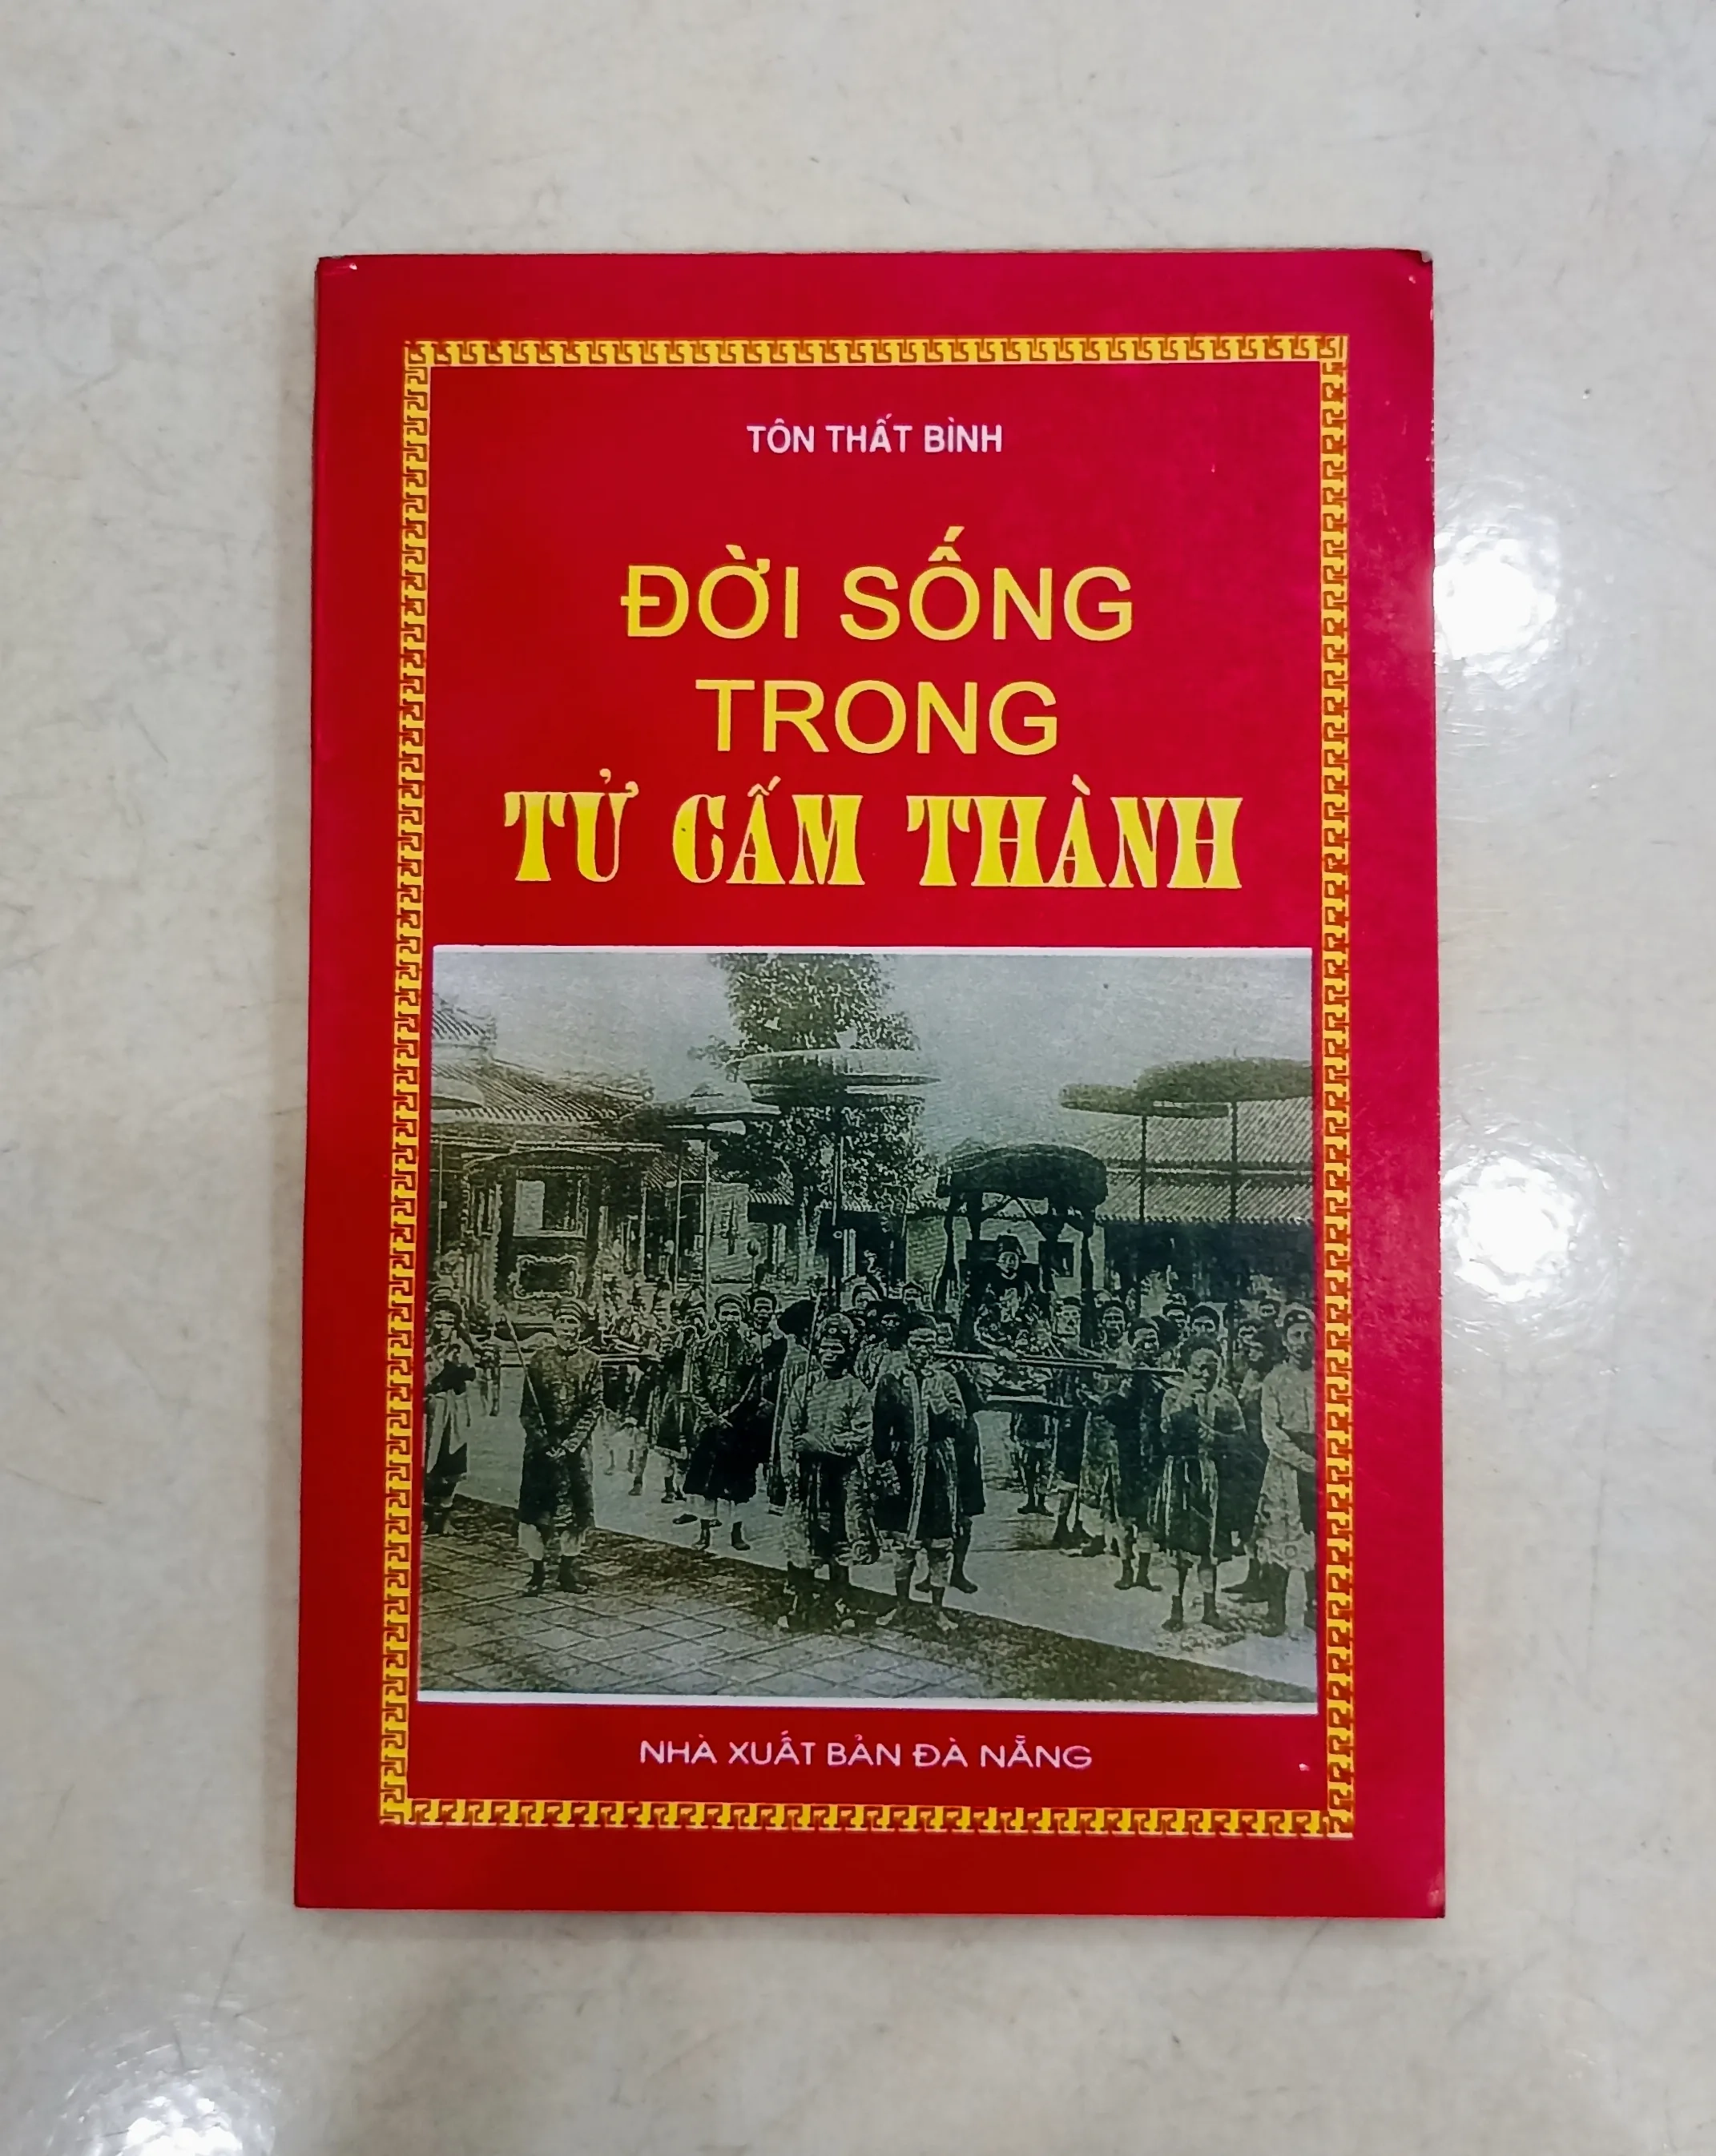 TÔN THẤT BÌNH
ĐỜI SỐNG
TRONG
TỬ CẤM THÀNH
NHÀ XUẤT BẢN ĐÀ NẴNG